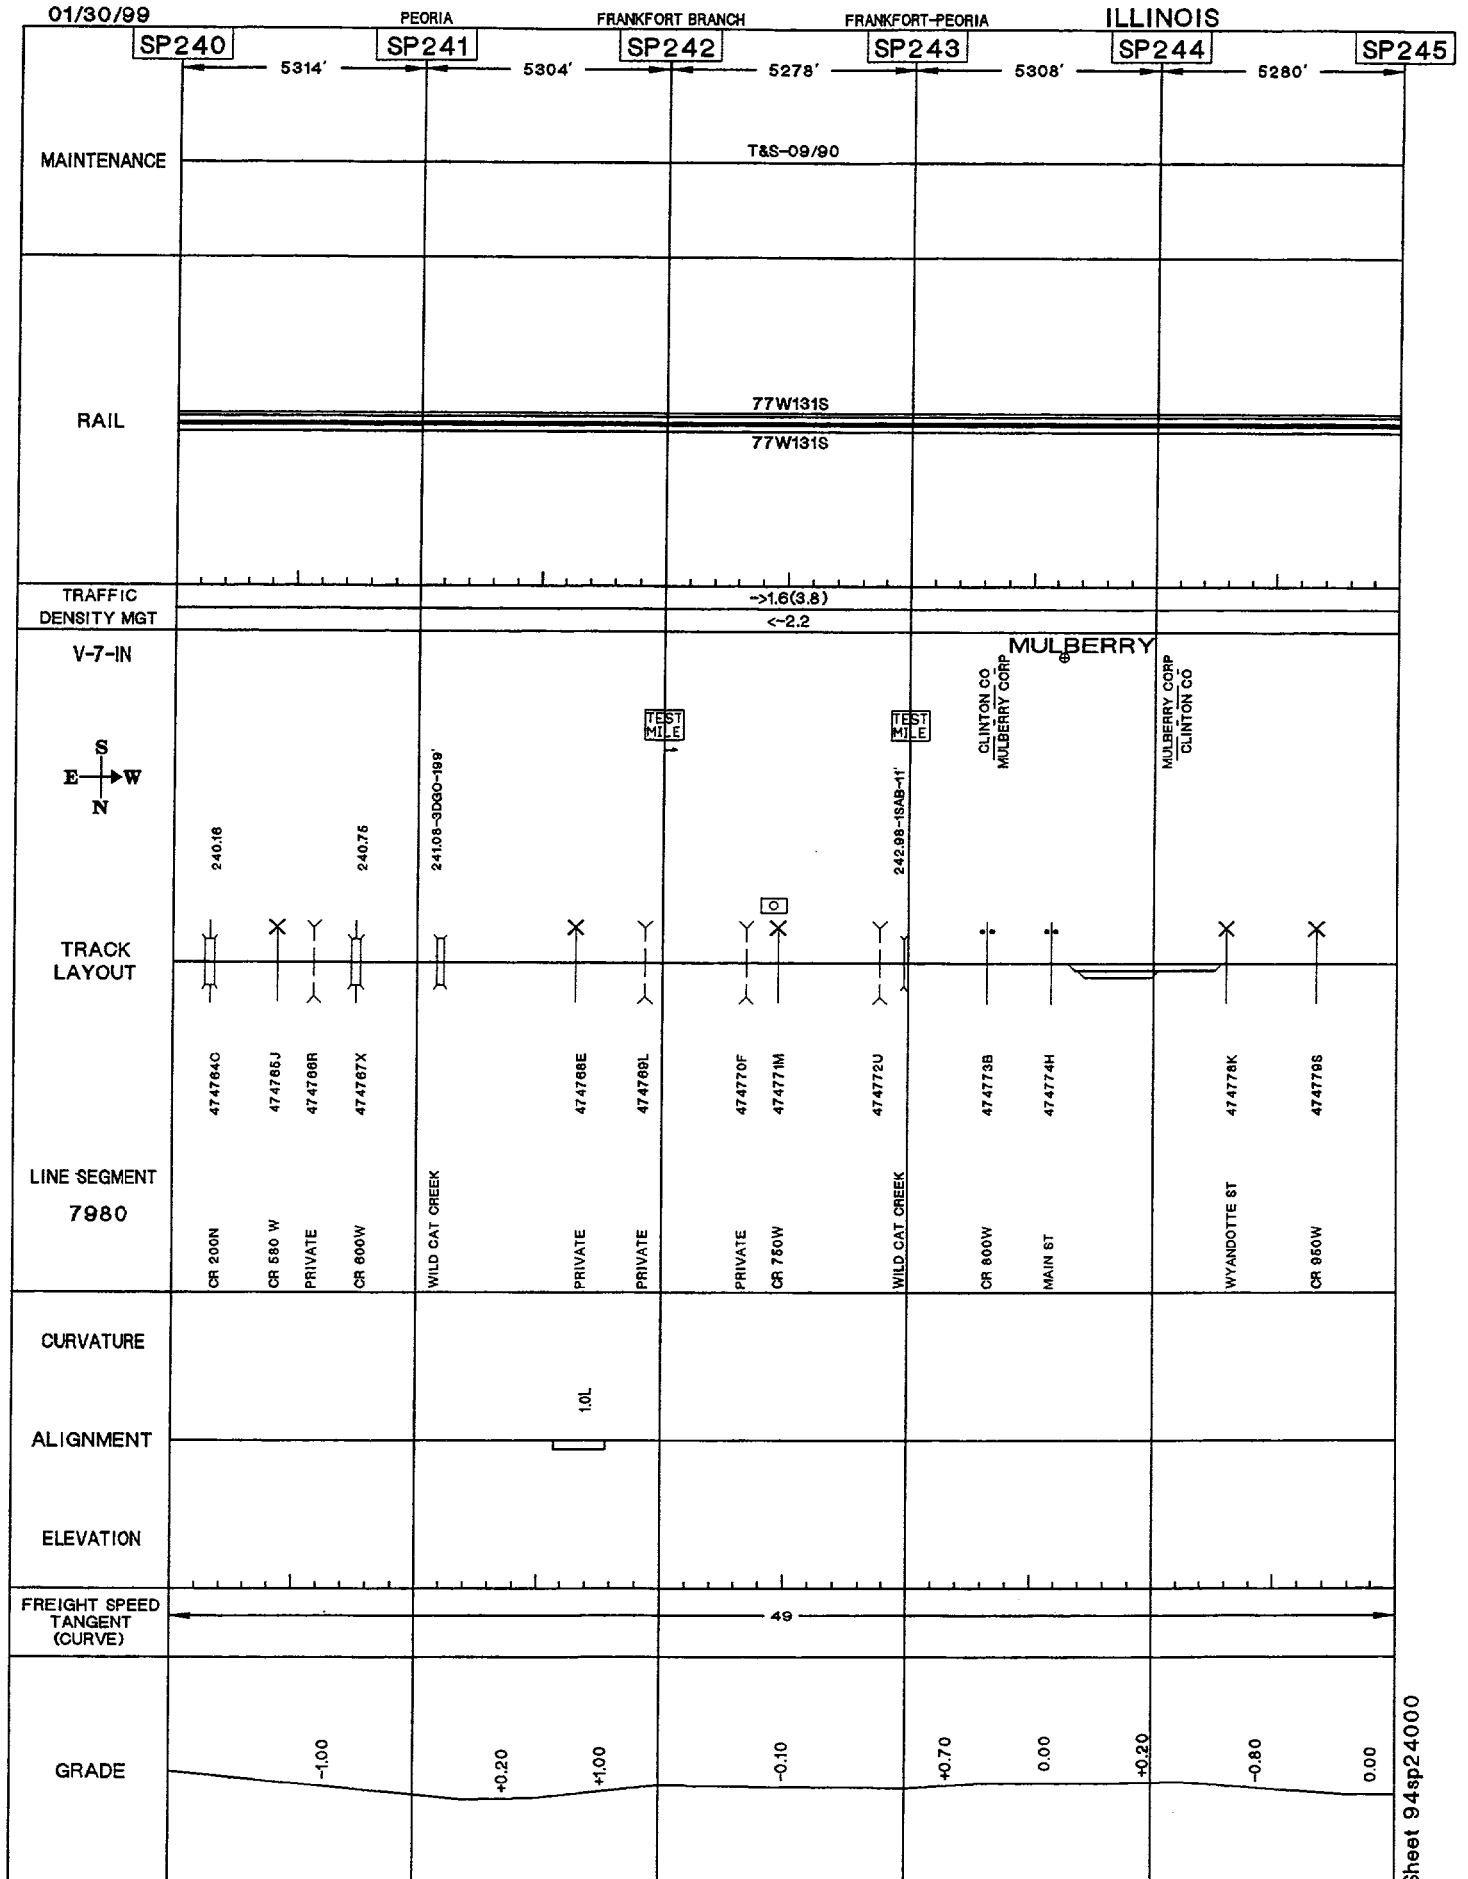 01/30/99
PEORIA
FRANKFORT BRANCH
FRANKFORT-PEORIA
ILLINOIS
SP240
SP241
SP242
SP243
SP244
SP245
5314'
5304'
5278'
5308'
5280'
MAINTENANCE
T&S-09/90
RAIL
77W131S
77W131S
TRAFFIC
DENSITY MGT
->1.6(3.8)
<-2.2
V-7-IN
MULBERRY
CLINTON CO
MULBERRY CORP
MULBERRY CORP
CLINTON CO
TEST
MILE
TEST
MILE
S
E
W
N
240.16
240.75
241.08-3DGO-199'
242.98-1SAB-11'
TRACK
LAYOUT
474764C
474765J
474766R
474767X
474768E
474769L
474770F
474771M
474772U
474773B
474774H
474778K
474779S
LINE SEGMENT
7980
CR 200N
CR 580 W
PRIVATE
CR 600W
WILD CAT CREEK
PRIVATE
PRIVATE
PRIVATE
CR 750W
WILD CAT CREEK
CR 800W
MAIN ST
WYANDOTTE ST
CR 950W
CURVATURE
1.0L
ALIGNMENT
ELEVATION
FREIGHT SPEED
TANGENT
(CURVE)
49
GRADE
-1.00
+0.20
+1.00
-0.10
+0.70
0.00
+0.20
-0.80
0.00
Sheet 94sp24000